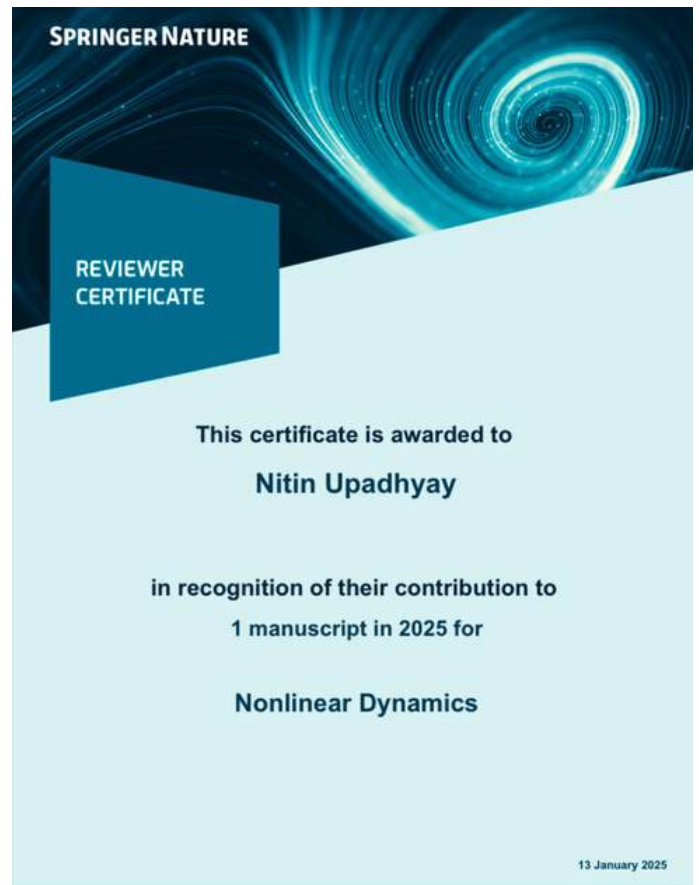 SPRINGER NATURE
REVIEWER
CERTIFICATE
This certificate is awarded to
Nitin Upadhyay
in recognition of their contribution to
1 manuscript in 2025 for
Nonlinear Dynamics
13 January 2025